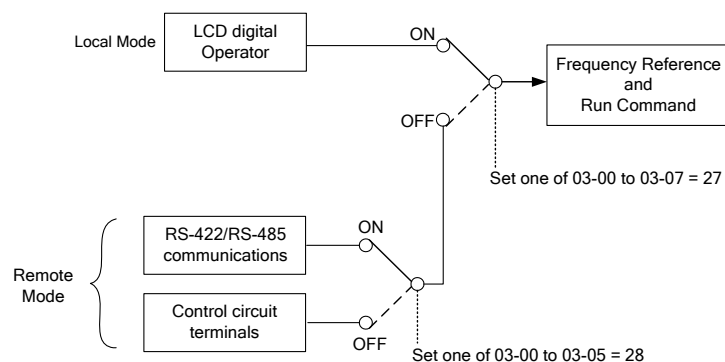 Local Mode
LCD digital
Operator
ON
Frequency Reference
and
Run Command
OFF
Set one of 03-00 to 03-07 = 27
Remote
Mode
RS-422/RS-485
communications
ON
Control circuit
terminals
OFF
Set one of 03-00 to 03-05 = 28